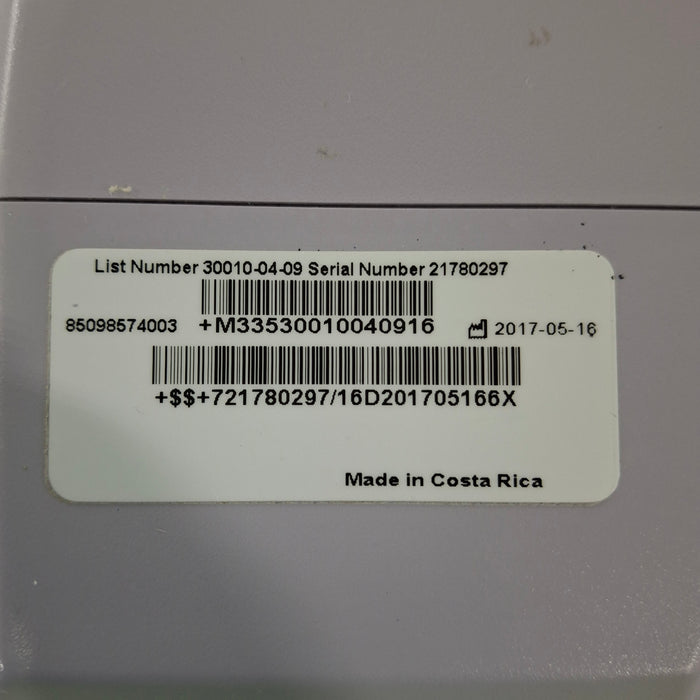 List Number 30010-04-09 Serial Number 21780297
85098574003 +M33530010040916 2017-05-16
+$$+721780297/16D201705166X
Made in Costa Rica